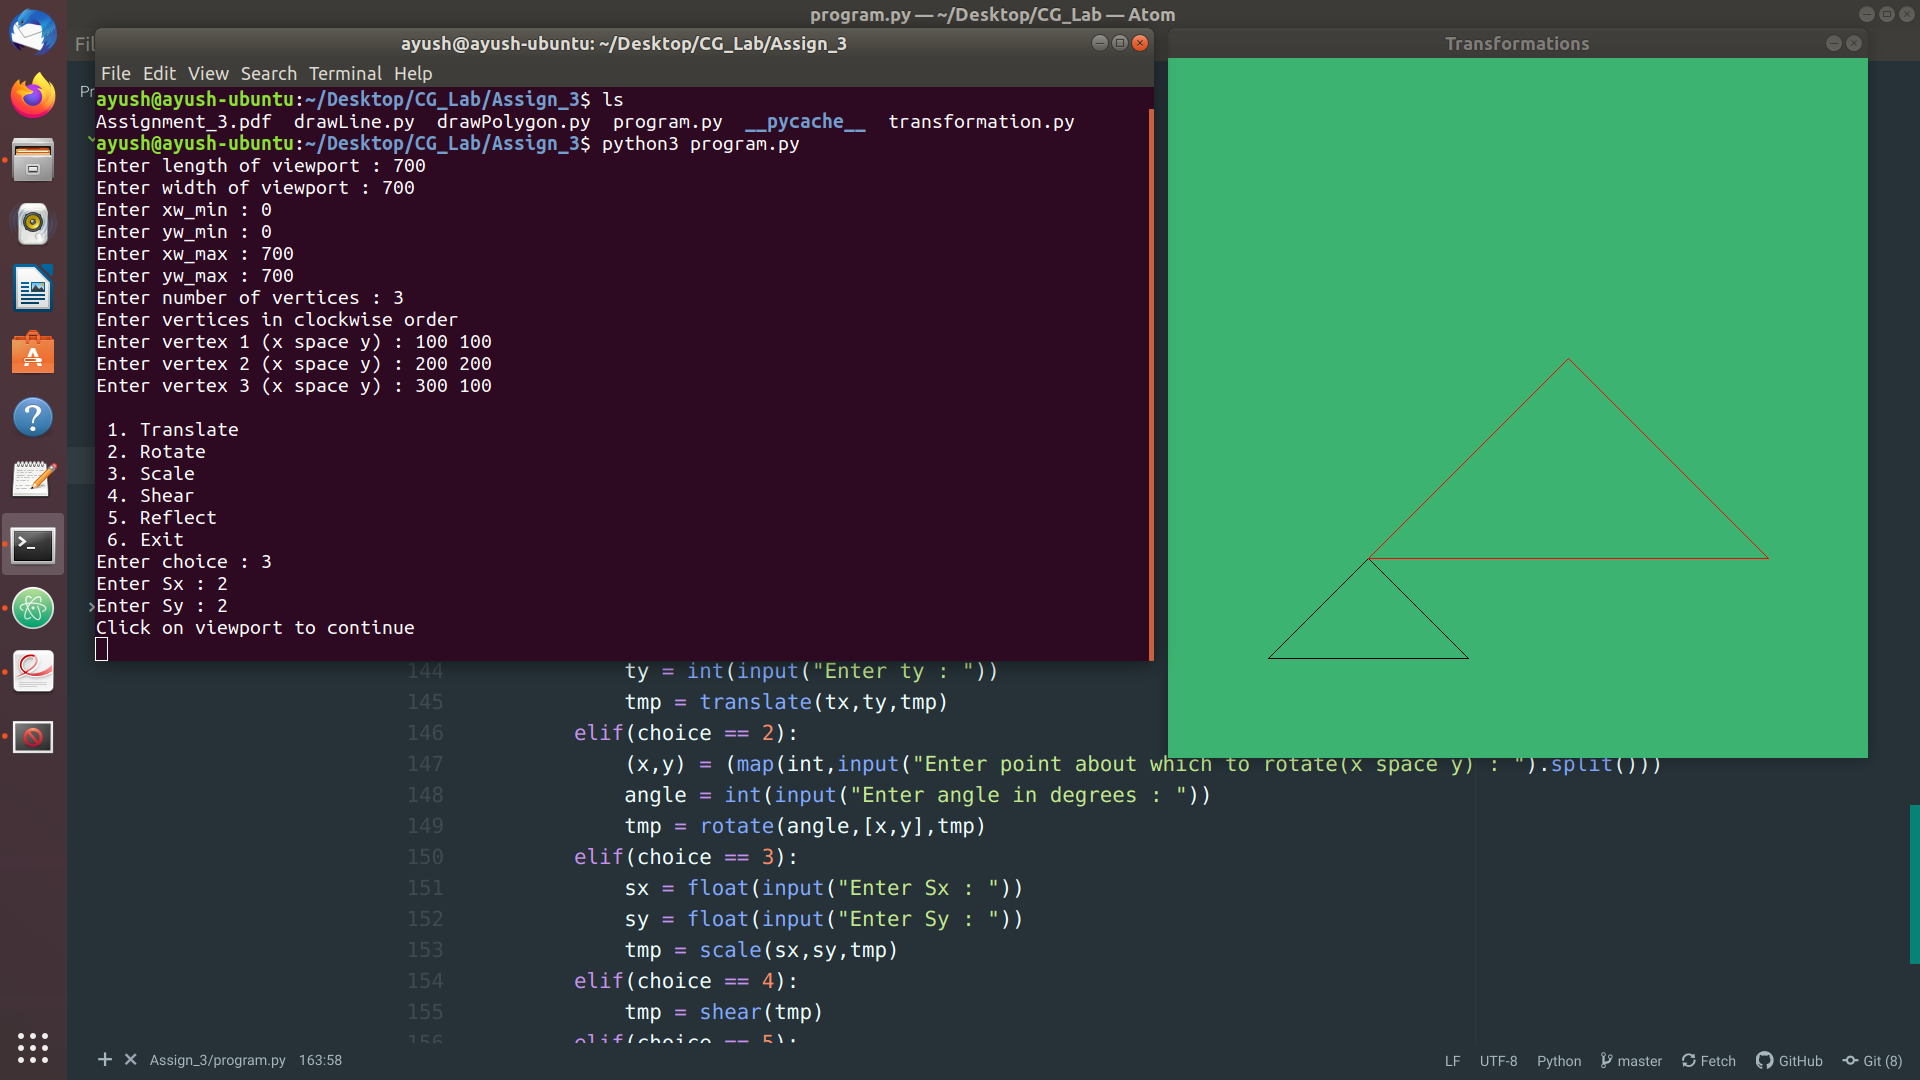 program.py — ~/Desktop/CG_Lab — Atom
Fil
ayush@ayush-ubuntu: ~/Desktop/CG_Lab/Assign_3
Transformations
File Edit View Search Terminal Help
Pr
ayush@ayush-ubuntu:~/Desktop/CG_Lab/Assign_3$ ls
Assignment_3.pdf drawLine.py drawPolygon.py program.py __pycache__ transformation.py
ayush@ayush-ubuntu:~/Desktop/CG_Lab/Assign_3$ python3 program.py
Enter length of viewport : 700
Enter width of viewport : 700
Enter xw_min : 0
Enter yw_min : 0
Enter xw_max : 700
Enter yw_max : 700
Enter number of vertices : 3
Enter vertices in clockwise order
Enter vertex 1 (x space y) : 100 100
Enter vertex 2 (x space y) : 200 200
Enter vertex 3 (x space y) : 300 100
1. Translate
2. Rotate
3. Scale
4. Shear
5. Reflect
6. Exit
Enter choice : 3
Enter Sx : 2
Enter Sy : 2
Click on viewport to continue
144 ty = int(input("Enter ty : "))
145 tmp = translate(tx,ty,tmp)
146 elif(choice == 2):
147 (x,y) = (map(int,input("Enter point about which to rotate(x space y) : ").split()))
148 angle = int(input("Enter angle in degrees : "))
149 tmp = rotate(angle,[x,y],tmp)
150 elif(choice == 3):
151 sx = float(input("Enter Sx : "))
152 sy = float(input("Enter Sy : "))
153 tmp = scale(sx,sy,tmp)
154 elif(choice == 4):
155 tmp = shear(tmp)
156 elif(choice == 5):
Assign_3/program.py 163:58
LF UTF-8 Python master Fetch GitHub Git (8)